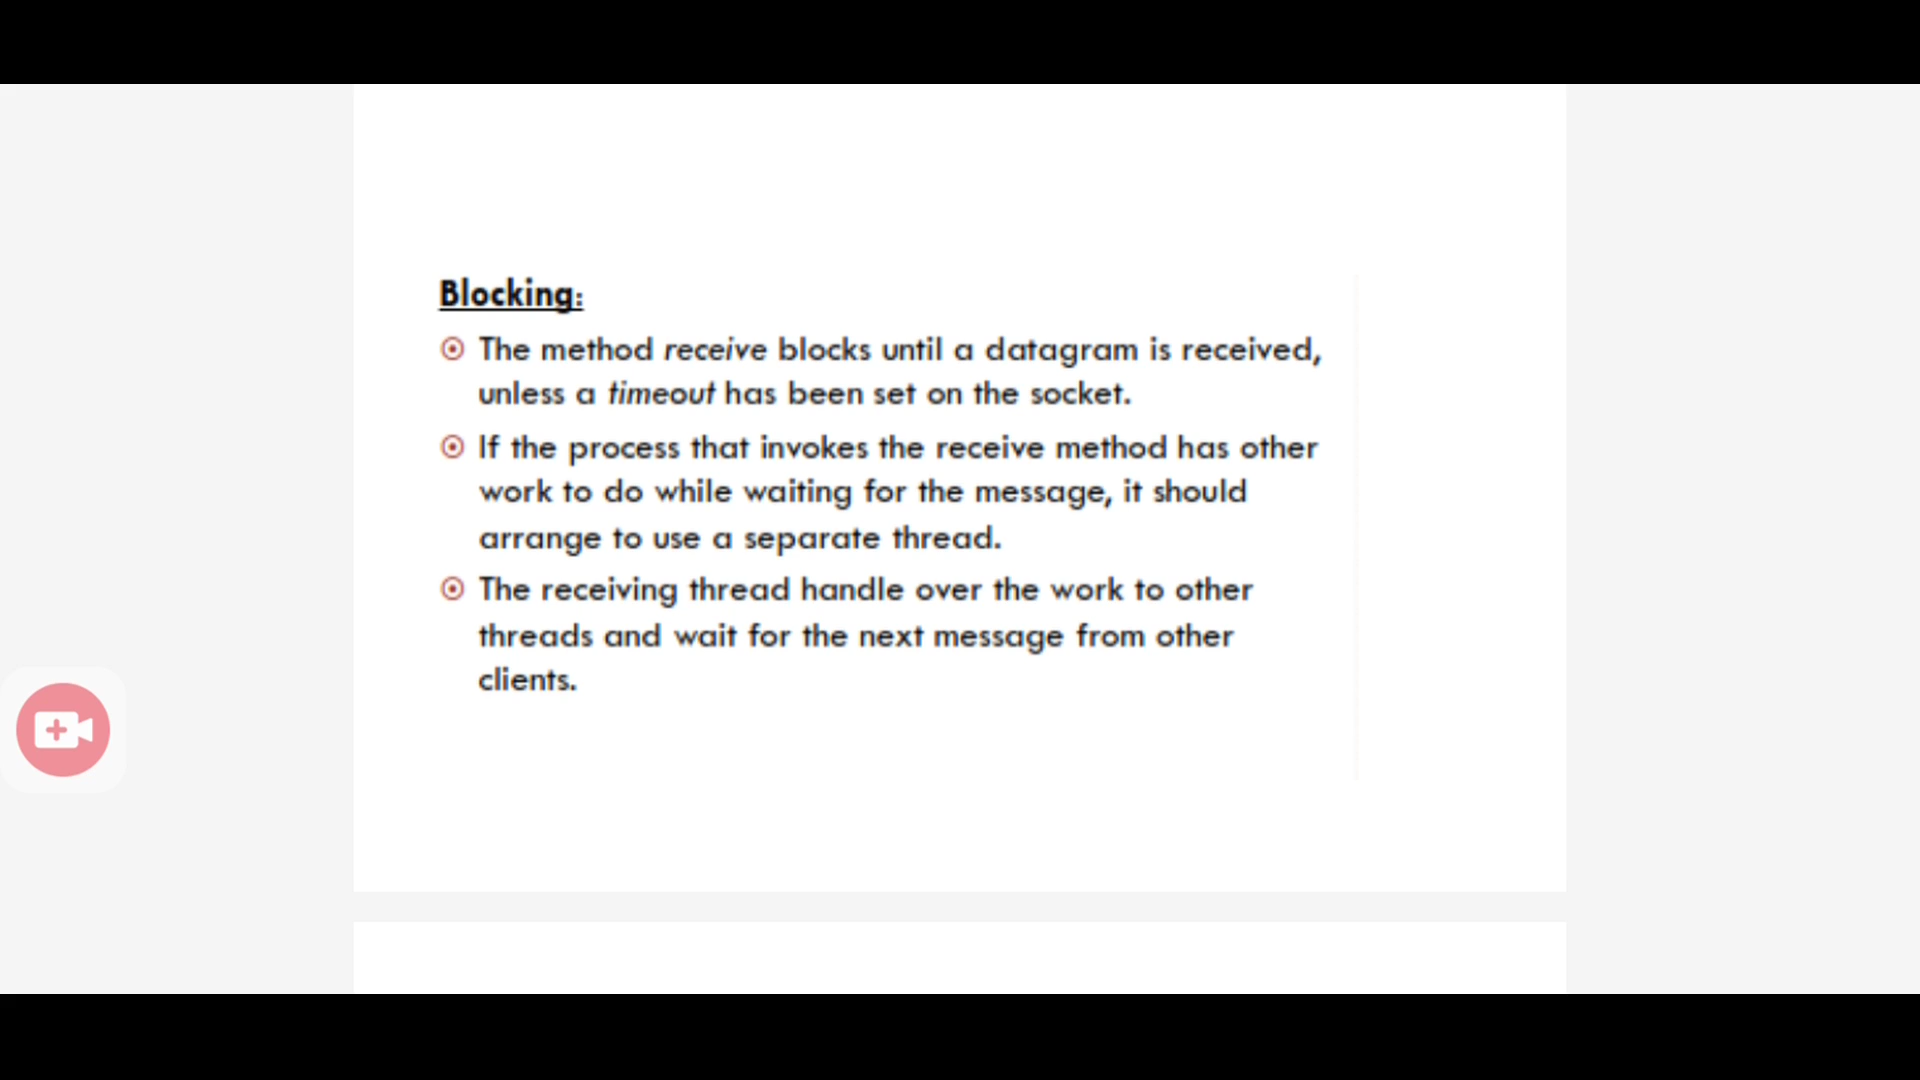 Blocking:
The method receive blocks until a datagram is received,
unless a timeout has been set on the socket.
If the process that invokes the receive method has other
work to do while waiting for the message, it should
arrange to use a separate thread.
The receiving thread handle over the work to other
threads and wait for the next message from other
clients.